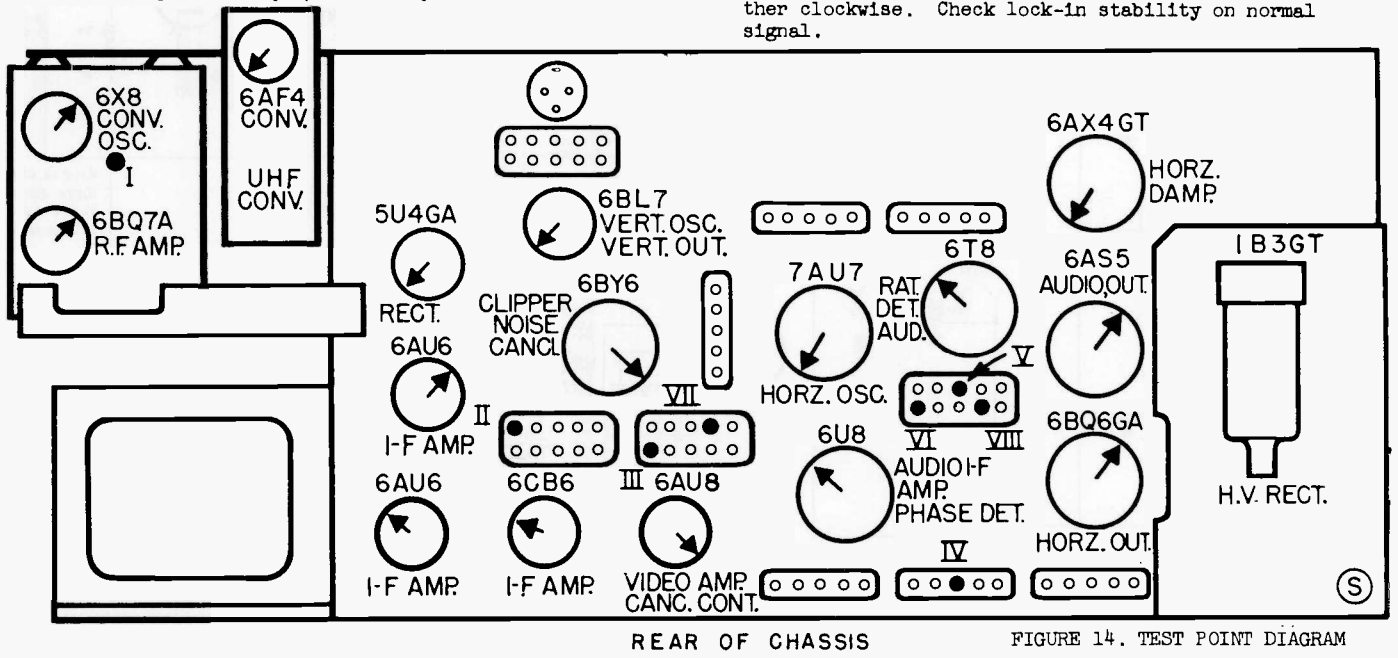 ther clockwise. Check lock-in stability on normal
signal.
6X8
CONV.
OSC.
I
6BQ7A
R.F. AMP.
6AF4
CONV.
UHF
CONV.
5U4GA
RECT.
6BL7
VERT. OSC.
VERT. OUT.
6BY6
CLIPPER
NOISE
CANCL.
6AU6
I-F AMP.
II
VII
III
6AU6
I-F AMP.
6CB6
I-F AMP.
6AU8
VIDEO AMP.
CANC. CONT.
7AU7
HORZ. OSC.
6T8
RAT.
DET.
AUD.
V
VI
VIII
6U8
AUDIO I-F
AMP.
PHASE DET.
IV
6AX4GT
HORZ.
DAMP.
6AS5
AUDIO, OUT.
6BQ6GA
HORZ. OUT.
1B3GT
H.V. RECT.
S
REAR OF CHASSIS
FIGURE 14. TEST POINT DIAGRAM